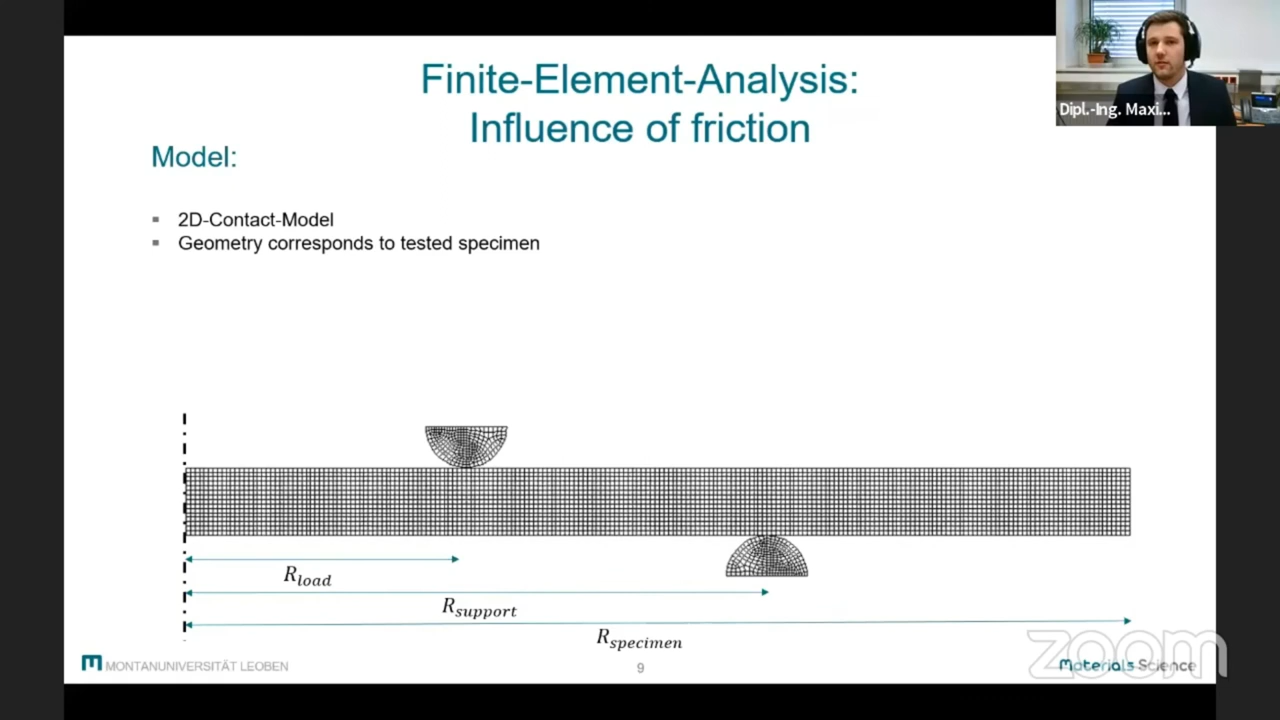 Finite-Element-Analysis:
Influence of friction
Dipl.-Ing. Maxi...
Model:
▪ 2D-Contact-Model
▪ Geometry corresponds to tested specimen
R_load
R_support
R_specimen
MONTANUNIVERSITÄT LEOBEN
9
Materials Science
zoom